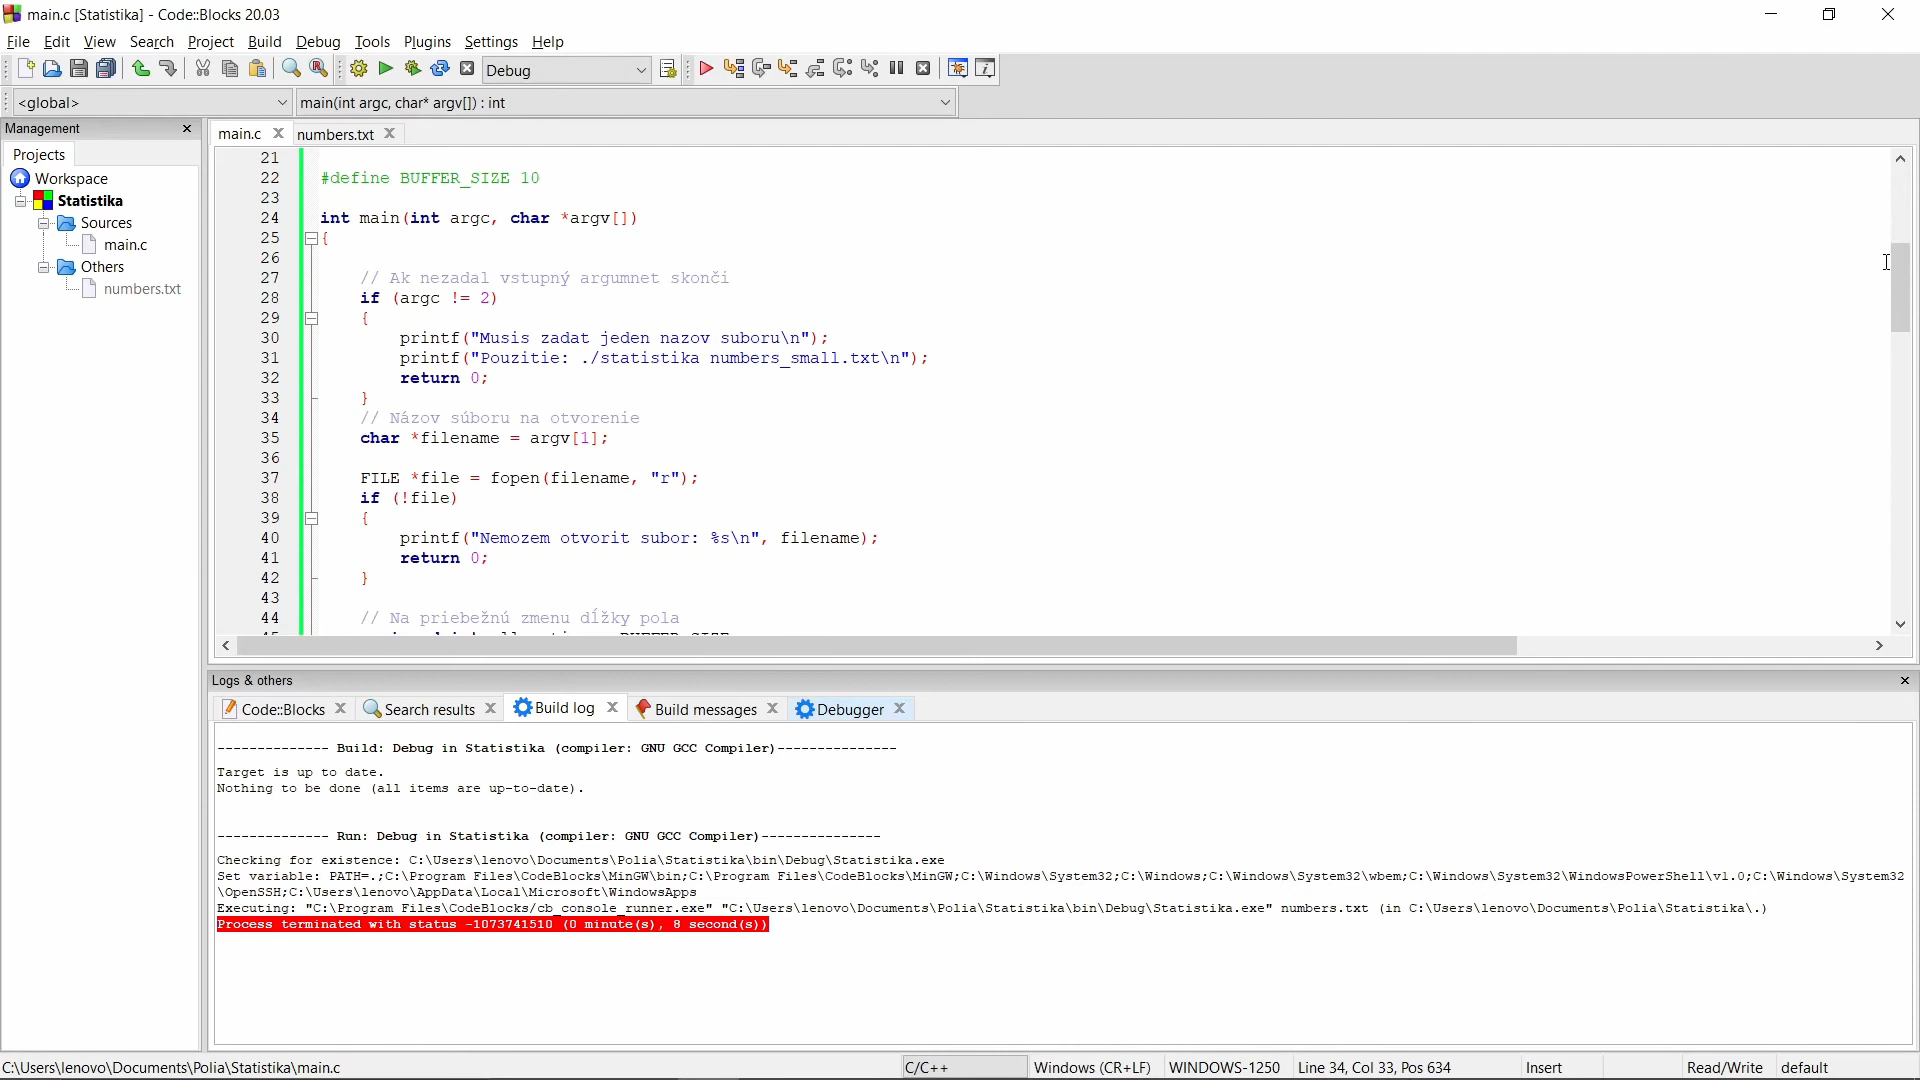 main.c [Statistika] - Code::Blocks 20.03
File Edit View Search Project Build Debug Tools Plugins Settings Help
Debug
<global> main(int argc, char* argv[]) : int
Management
main.c numbers.txt
Projects
Workspace
Statistika
Sources
main.c
Others
numbers.txt
21
22 #define BUFFER_SIZE 10
23
24 int main(int argc, char *argv[])
25 {
26
27 // Ak nezadal vstupný argumnet skonči
28 if (argc != 2)
29 {
30 printf("Musis zadat jeden nazov suboru\n");
31 printf("Pouzitie: ./statistika numbers_small.txt\n");
32 return 0;
33 }
34 // Názov súboru na otvorenie
35 char *filename = argv[1];
36
37 FILE *file = fopen(filename, "r");
38 if (!file)
39 {
40 printf("Nemozem otvorit subor: %s\n", filename);
41 return 0;
42 }
43
44 // Na priebežnú zmenu dĺžky pola
Logs & others
Code::Blocks Search results Build log Build messages Debugger
-------------- Build: Debug in Statistika (compiler: GNU GCC Compiler)---------------
Target is up to date.
Nothing to be done (all items are up-to-date).
-------------- Run: Debug in Statistika (compiler: GNU GCC Compiler)---------------
Checking for existence: C:\Users\lenovo\Documents\Polia\Statistika\bin\Debug\Statistika.exe
Set variable: PATH=.;C:\Program Files\CodeBlocks\MinGW\bin;C:\Program Files\CodeBlocks\MinGW;C:\Windows\System32;C:\Windows;C:\Windows\System32\wbem;C:\Windows\System32\WindowsPowerShell\v1.0;C:\Windows\System32
\OpenSSH;C:\Users\lenovo\AppData\Local\Microsoft\WindowsApps
Executing: "C:\Program Files\CodeBlocks/cb_console_runner.exe" "C:\Users\lenovo\Documents\Polia\Statistika\bin\Debug\Statistika.exe" numbers.txt (in C:\Users\lenovo\Documents\Polia\Statistika\.)
Process terminated with status -1073741510 (0 minute(s), 8 second(s))
C:\Users\lenovo\Documents\Polia\Statistika\main.c C/C++ Windows (CR+LF) WINDOWS-1250 Line 34, Col 33, Pos 634 Insert Read/Write default